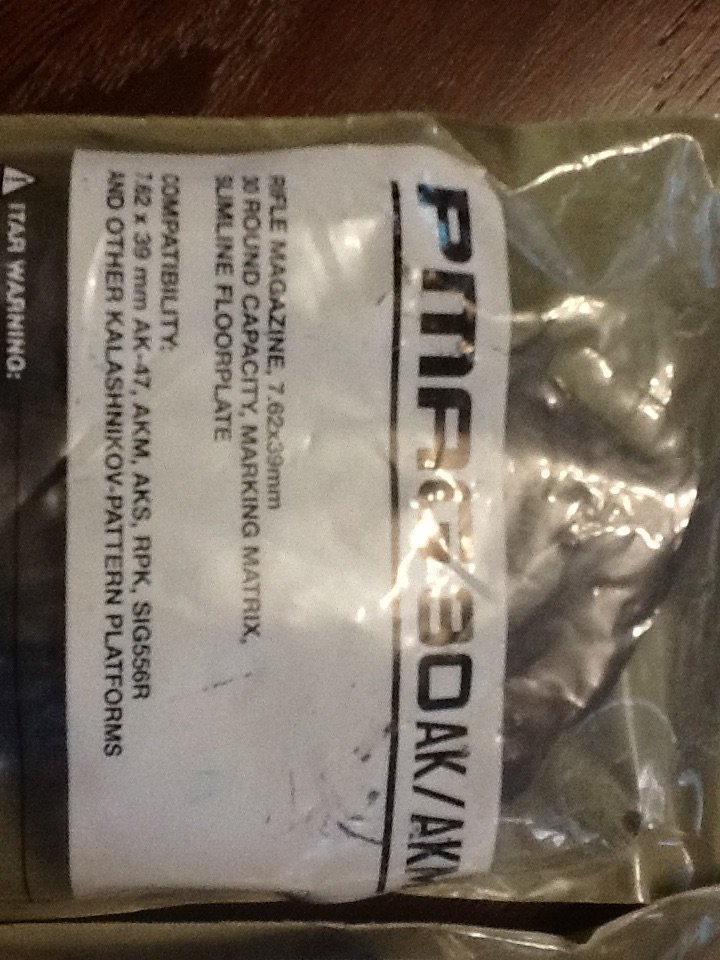 PMAG 30 AK/AKM
RIFLE MAGAZINE, 7.62x39mm
30 ROUND CAPACITY, MARKING MATRIX,
SLIMLINE FLOORPLATE
COMPATIBILITY:
7.62 x 39 mm AK-47, AKM, AKS, RPK, SIG556R
AND OTHER KALASHNIKOV-PATTERN PLATFORMS
ITAR WARNING: